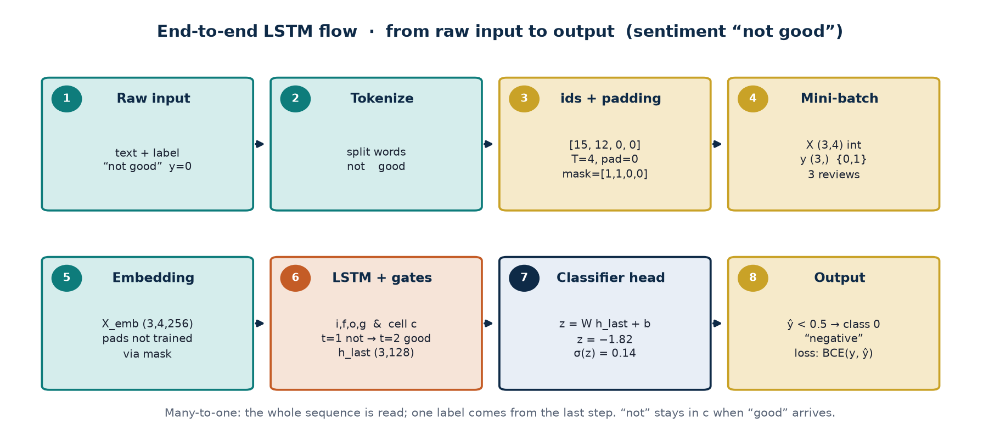 End-to-end LSTM flow · from raw input to output (sentiment “not good”)
1
Raw input
text + label
“not good” y=0
2
Tokenize
split words
not good
3
ids + padding
[15, 12, 0, 0]
T=4, pad=0
mask=[1,1,0,0]
4
Mini-batch
X (3,4) int
y (3,) {0,1}
3 reviews
5
Embedding
X_emb (3,4,256)
pads not trained
via mask
6
LSTM + gates
i,f,o,g & cell c
t=1 not → t=2 good
h_last (3,128)
7
Classifier head
z = W h_last + b
z = −1.82
σ(z) = 0.14
8
Output
ŷ < 0.5 → class 0
“negative”
loss: BCE(y, ŷ)
Many-to-one: the whole sequence is read; one label comes from the last step. “not” stays in c when “good” arrives.